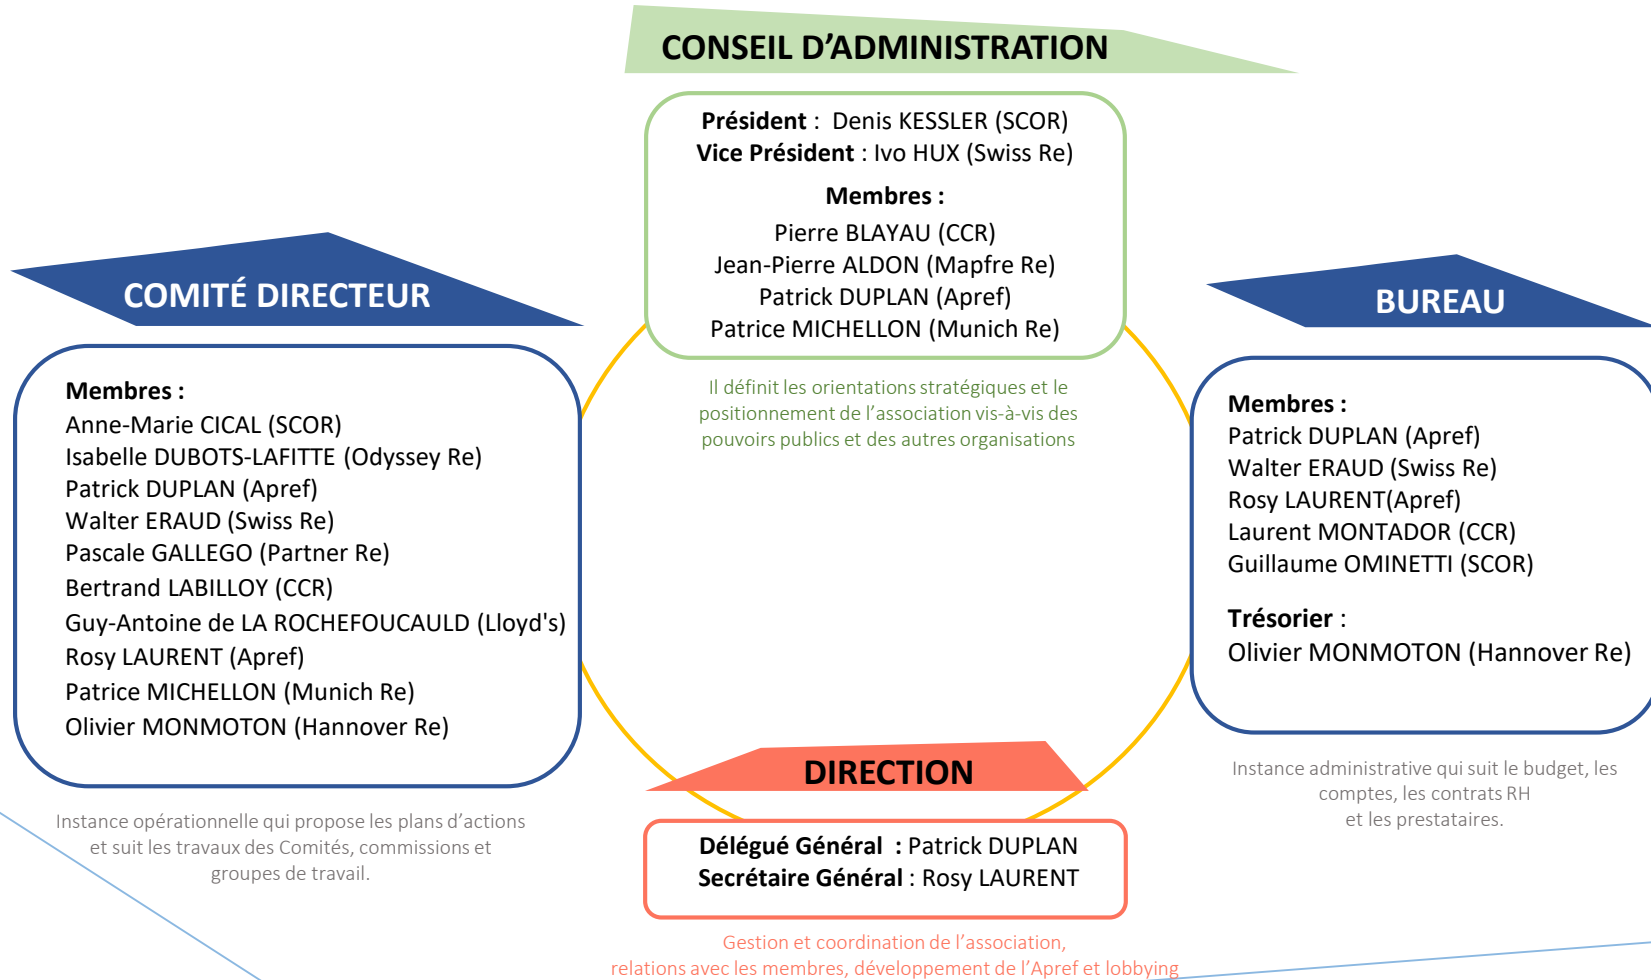 CONSEIL D'ADMINISTRATION
Président : Denis KESSLER (SCOR)
Vice Président : Ivo HUX (Swiss Re)
Membres :
Pierre BLAYAU (CCR)
Jean-Pierre ALDON (Mapfre Re)
Patrick DUPLAN (Apref)
Patrice MICHELLON (Munich Re)
Il définit les orientations stratégiques et le
positionnement de l'association vis-à-vis des
pouvoirs publics et des autres organisations
COMITÉ DIRECTEUR
Membres :
Anne-Marie CICAL (SCOR)
Isabelle DUBOTS-LAFITTE (Odyssey Re)
Patrick DUPLAN (Apref)
Walter ERAUD (Swiss Re)
Pascale GALLEGO (Partner Re)
Bertrand LABILLOY (CCR)
Guy-Antoine de LA ROCHEFOUCAULD (Lloyd's)
Rosy LAURENT (Apref)
Patrice MICHELLON (Munich Re)
Olivier MONMOTON (Hannover Re)
Instance opérationnelle qui propose les plans d'actions
et suit les travaux des Comités, commissions et
groupes de travail.
BUREAU
Membres :
Patrick DUPLAN (Apref)
Walter ERAUD (Swiss Re)
Rosy LAURENT(Apref)
Laurent MONTADOR (CCR)
Guillaume OMINETTI (SCOR)
Trésorier :
Olivier MONMOTON (Hannover Re)
Instance administrative qui suit le budget, les
comptes, les contrats RH
et les prestataires.
DIRECTION
Délégué Général : Patrick DUPLAN
Secrétaire Général : Rosy LAURENT
Gestion et coordination de l'association,
relations avec les membres, développement de l'Apref et lobbying